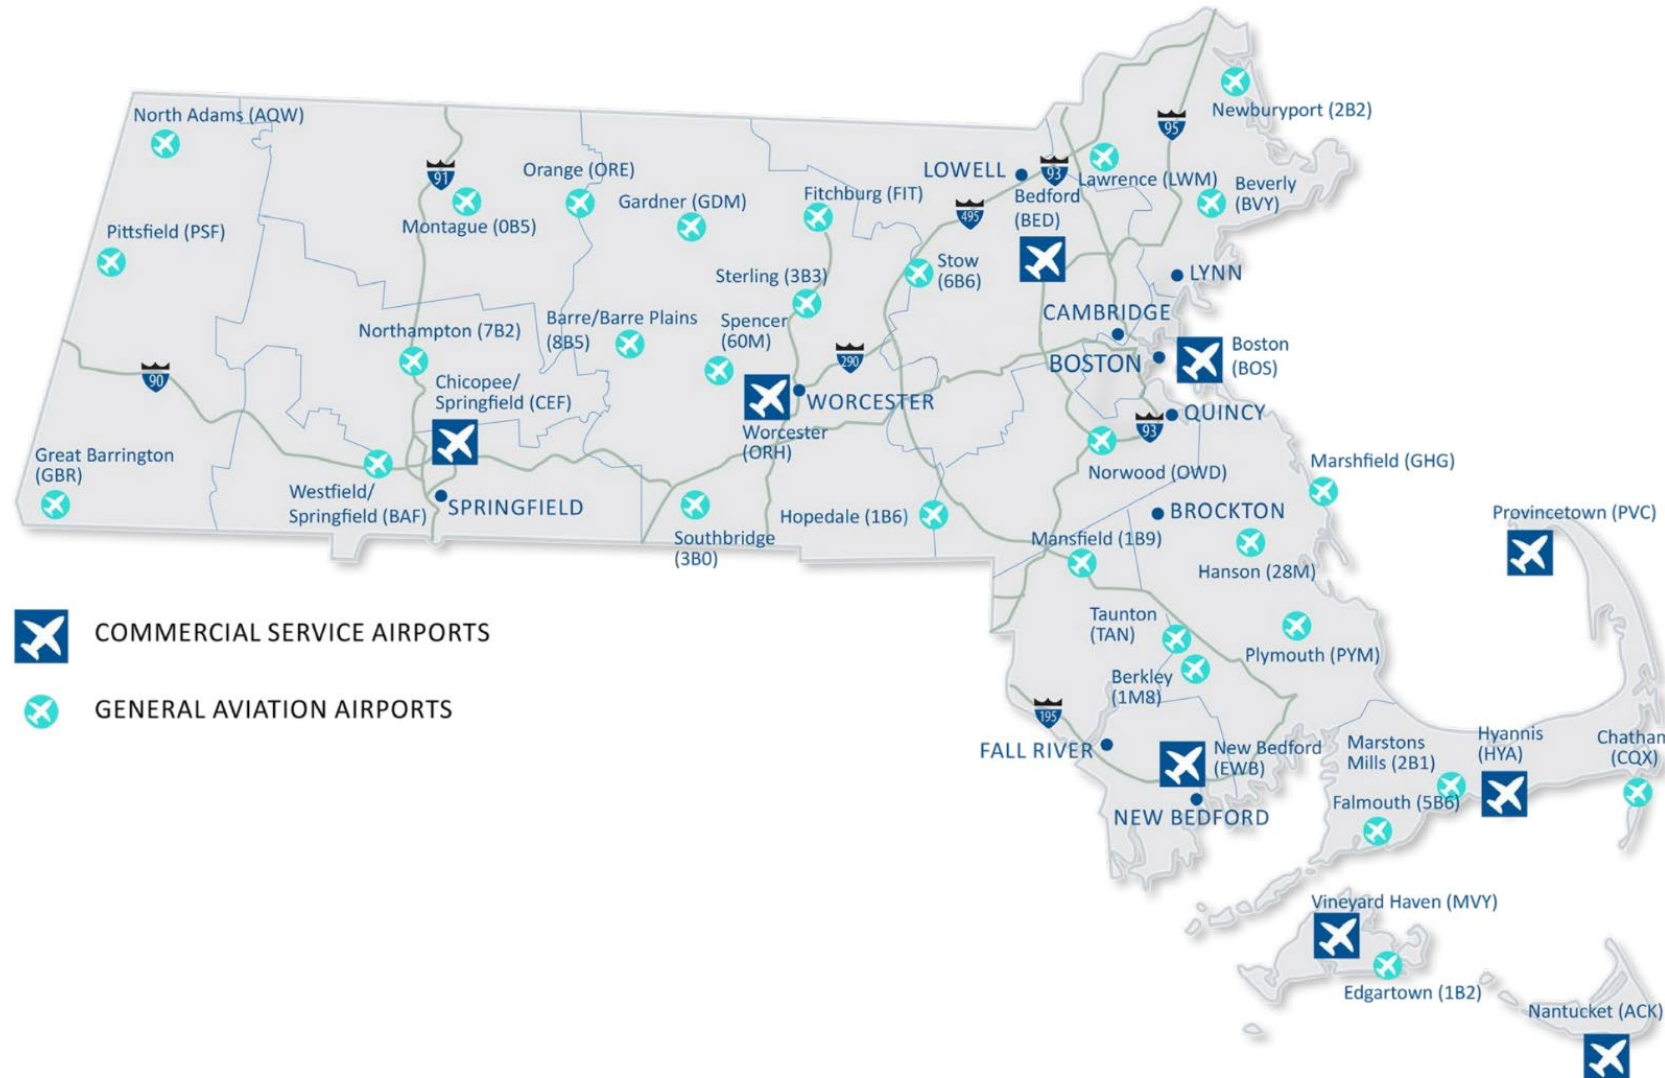 North Adams (AQW)
Newburyport (2B2)
95
Orange (ORE)
LOWELL
93
Lawrence (LWM)
91
Gardner (GDM)
Fitchburg (FIT)
Bedford
(BED)
Beverly
(BVY)
495
Montague (0B5)
Pittsfield (PSF)
Stow
(6B6)
Sterling (3B3)
LYNN
CAMBRIDGE
Northampton (7B2)
Barre/Barre Plains
(8B5)
Spencer
(60M)
290
BOSTON
Boston
(BOS)
90
Chicopee/
Springfield (CEF)
WORCESTER
QUINCY
93
Worcester
(ORH)
Great Barrington
(GBR)
Norwood (OWD)
Marshfield (GHG)
Westfield/
Springfield (BAF)
SPRINGFIELD
Hopedale (1B6)
BROCKTON
Provincetown (PVC)
Southbridge
(3B0)
Mansfield (1B9)
Hanson (28M)
COMMERCIAL SERVICE AIRPORTS
Taunton
(TAN)
Plymouth (PYM)
Berkley
(1M8)
GENERAL AVIATION AIRPORTS
195
FALL RIVER
New Bedford
(EWB)
Marstons
Mills (2B1)
Hyannis
(HYA)
Chatham
(CQX)
Falmouth (5B6)
NEW BEDFORD
Vineyard Haven (MVY)
Edgartown (1B2)
Nantucket (ACK)